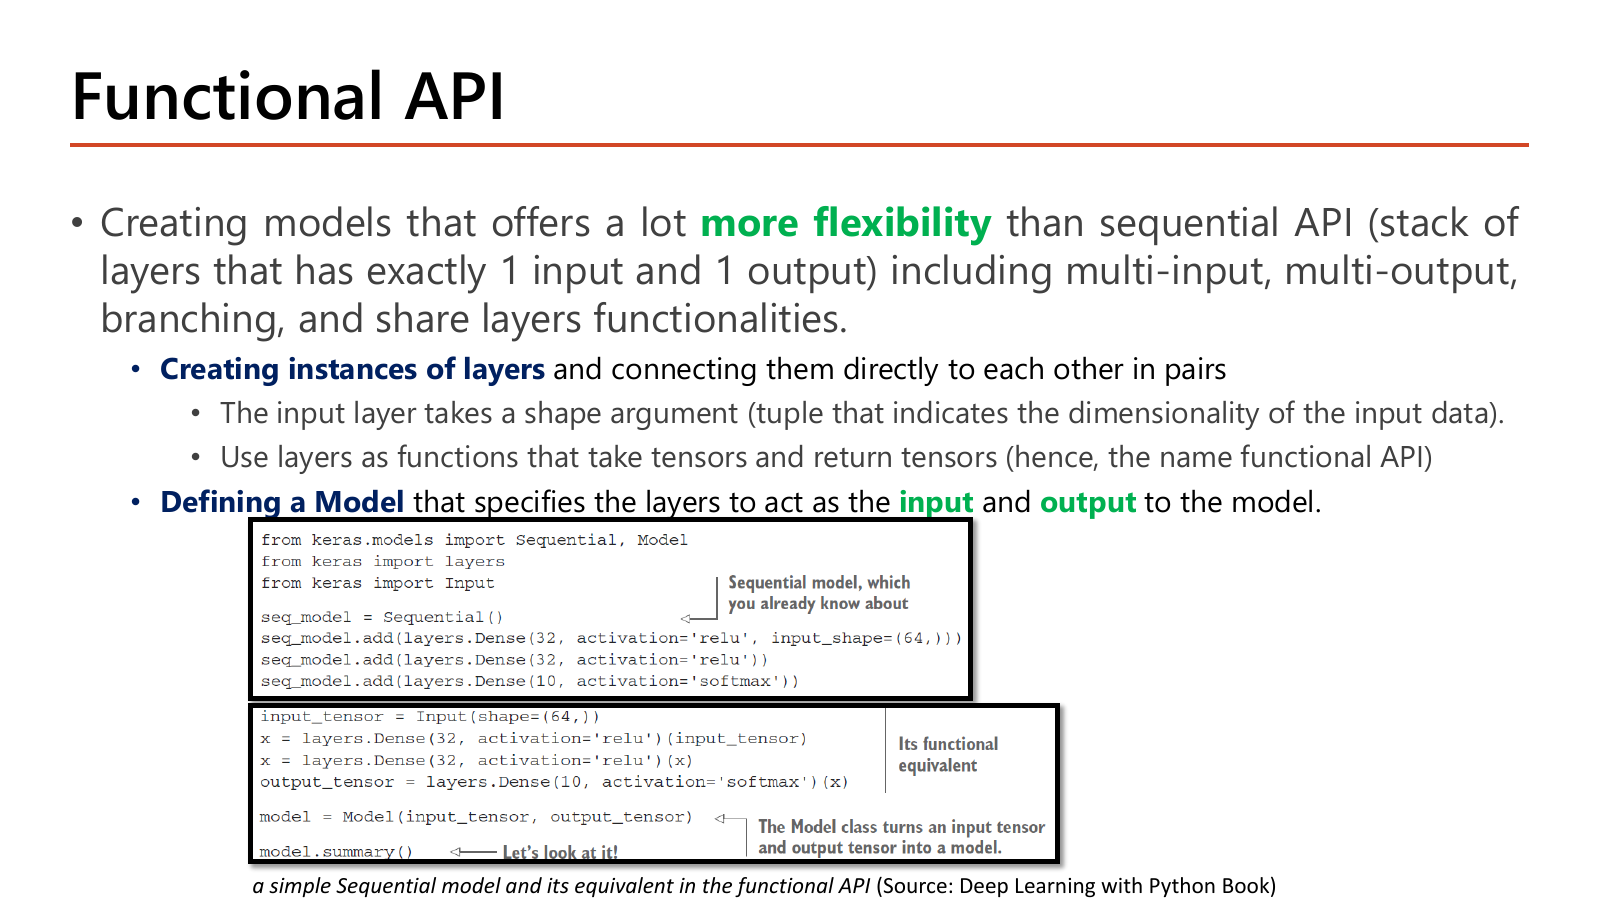 Functional API
• Creating models that offers a lot more flexibility than sequential API (stack of
layers that has exactly 1 input and 1 output) including multi-input, multi-output,
branching, and share layers functionalities.
• Creating instances of layers and connecting them directly to each other in pairs
• The input layer takes a shape argument (tuple that indicates the dimensionality of the input data).
• Use layers as functions that take tensors and return tensors (hence, the name functional API)
• Defining a Model that specifies the layers to act as the input and output to the model.
from keras.models import Sequential, Model
from keras import layers
from keras import Input
Sequential model, which
you already know about
seq_model = Sequential()
seq_model.add(layers.Dense(32, activation='relu', input_shape=(64,)))
seq_model.add(layers.Dense(32, activation='relu'))
seq_model.add(layers.Dense(10, activation='softmax'))
input_tensor = Input(shape=(64,))
x = layers.Dense(32, activation='relu')(input_tensor)
x = layers.Dense(32, activation='relu')(x)
output_tensor = layers.Dense(10, activation='softmax')(x)
Its functional
equivalent
model = Model(input_tensor, output_tensor)
The Model class turns an input tensor
and output tensor into a model.
model.summary()
Let's look at it!
a simple Sequential model and its equivalent in the functional API (Source: Deep Learning with Python Book)